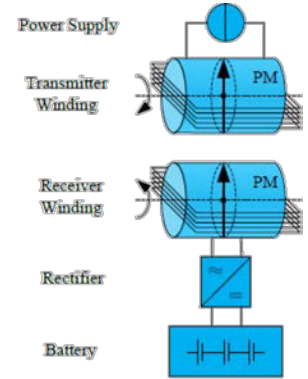 Power Supply
PM
Transmitter
Winding
PM
Receiver
Winding
Rectifier
Battery